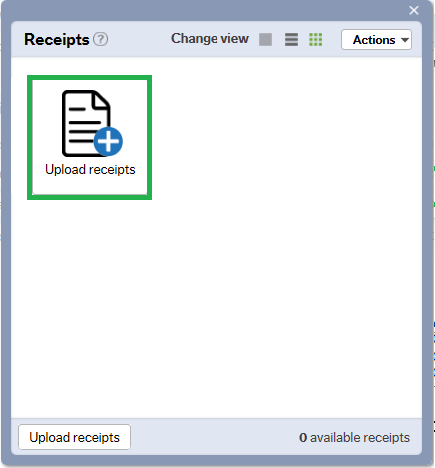 Receipts ? Change view Actions
Upload receipts
Upload receipts 0 available receipts